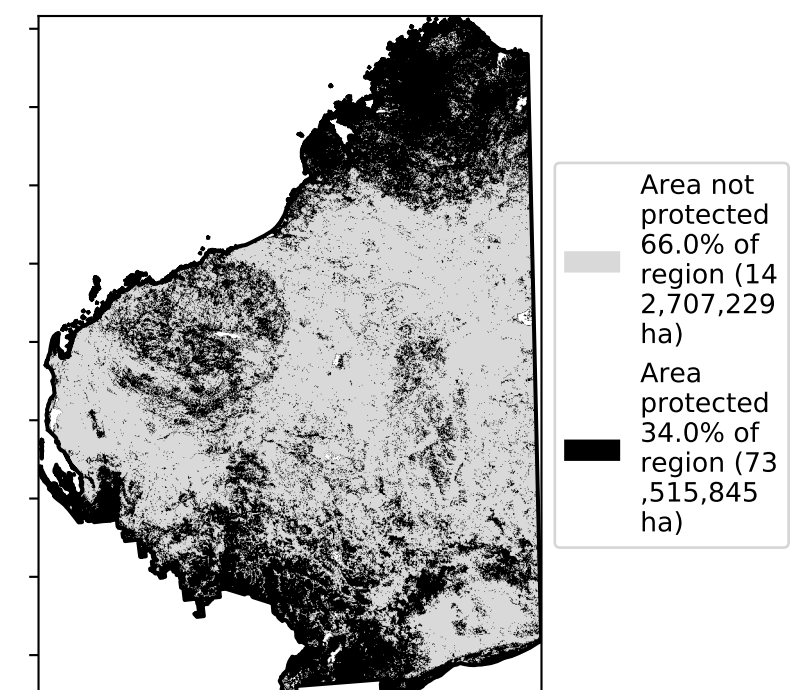 Area not
protected
66.0% of
region (14
2,707,229
ha)
Area
protected
34.0% of
region (73
,515,845
ha)